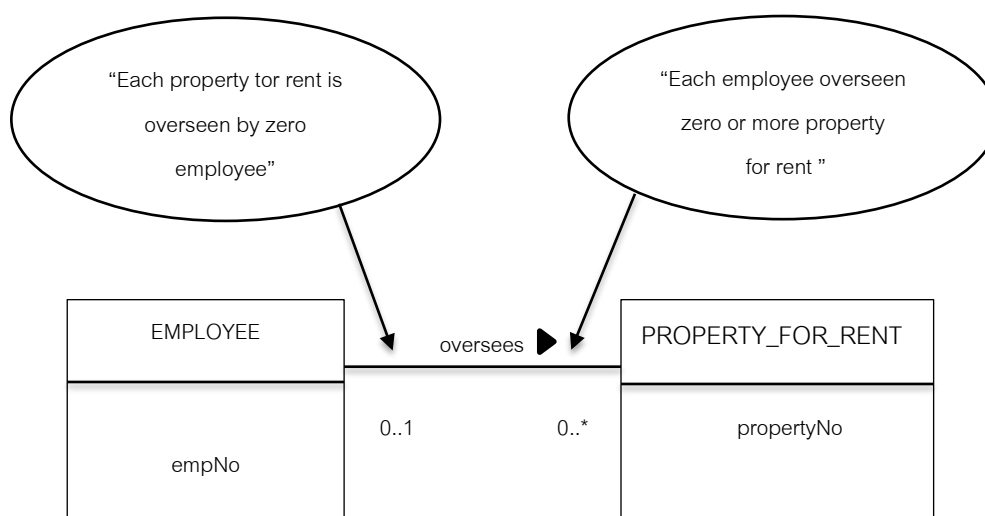 “Each property tor rent is
overseen by zero
employee”
“Each employee overseen
zero or more property
for rent ”
EMPLOYEE
oversees
PROPERTY_FOR_RENT
0..1
0..*
propertyNo
empNo